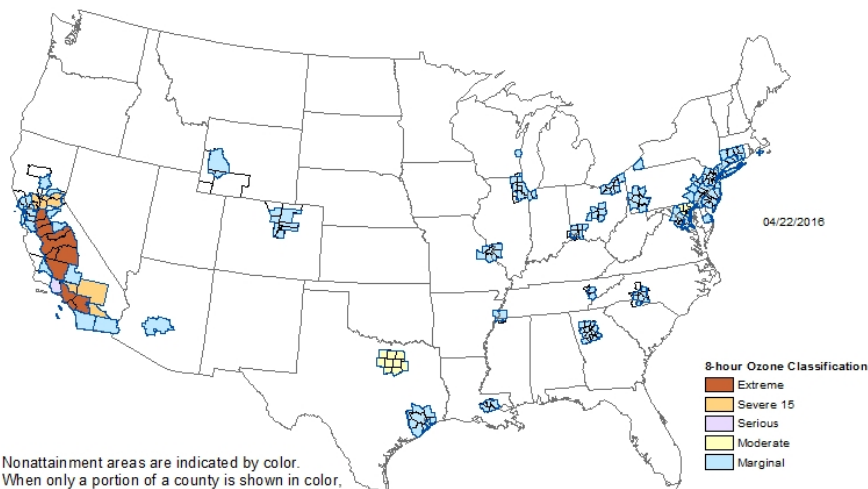 04/22/2016
8-hour Ozone Classification
Extreme
Severe 15
Serious
Moderate
Marginal
Nonattainment areas are indicated by color.
When only a portion of a county is shown in color,